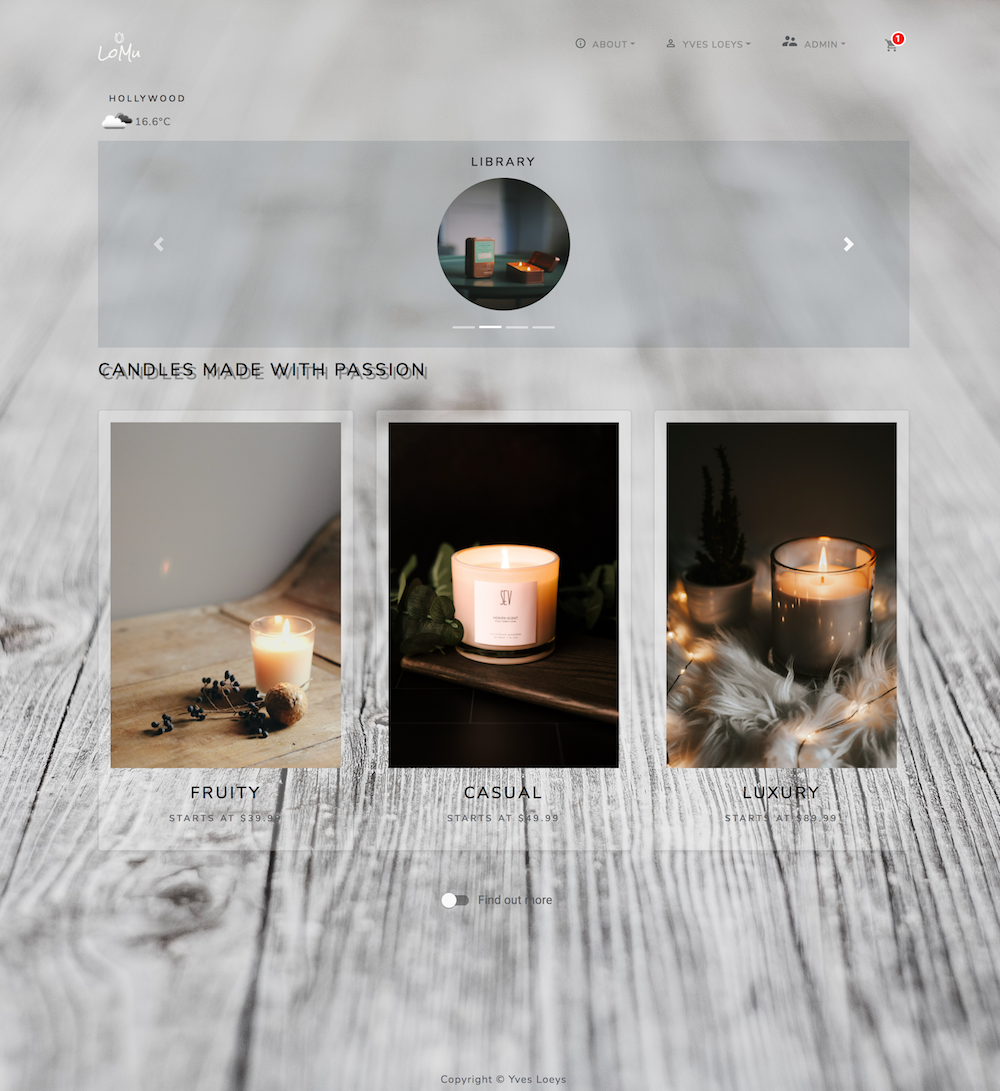 LoMu
ABOUT
YVES LOEYS
ADMIN
1
HOLLYWOOD
16.6°C
LIBRARY
CANDLES MADE WITH PASSION
SEV
FRUITY
STARTS AT $39.99
CASUAL
STARTS AT $49.99
LUXURY
STARTS AT $89.99
Find out more
Copyright © Yves Loeys